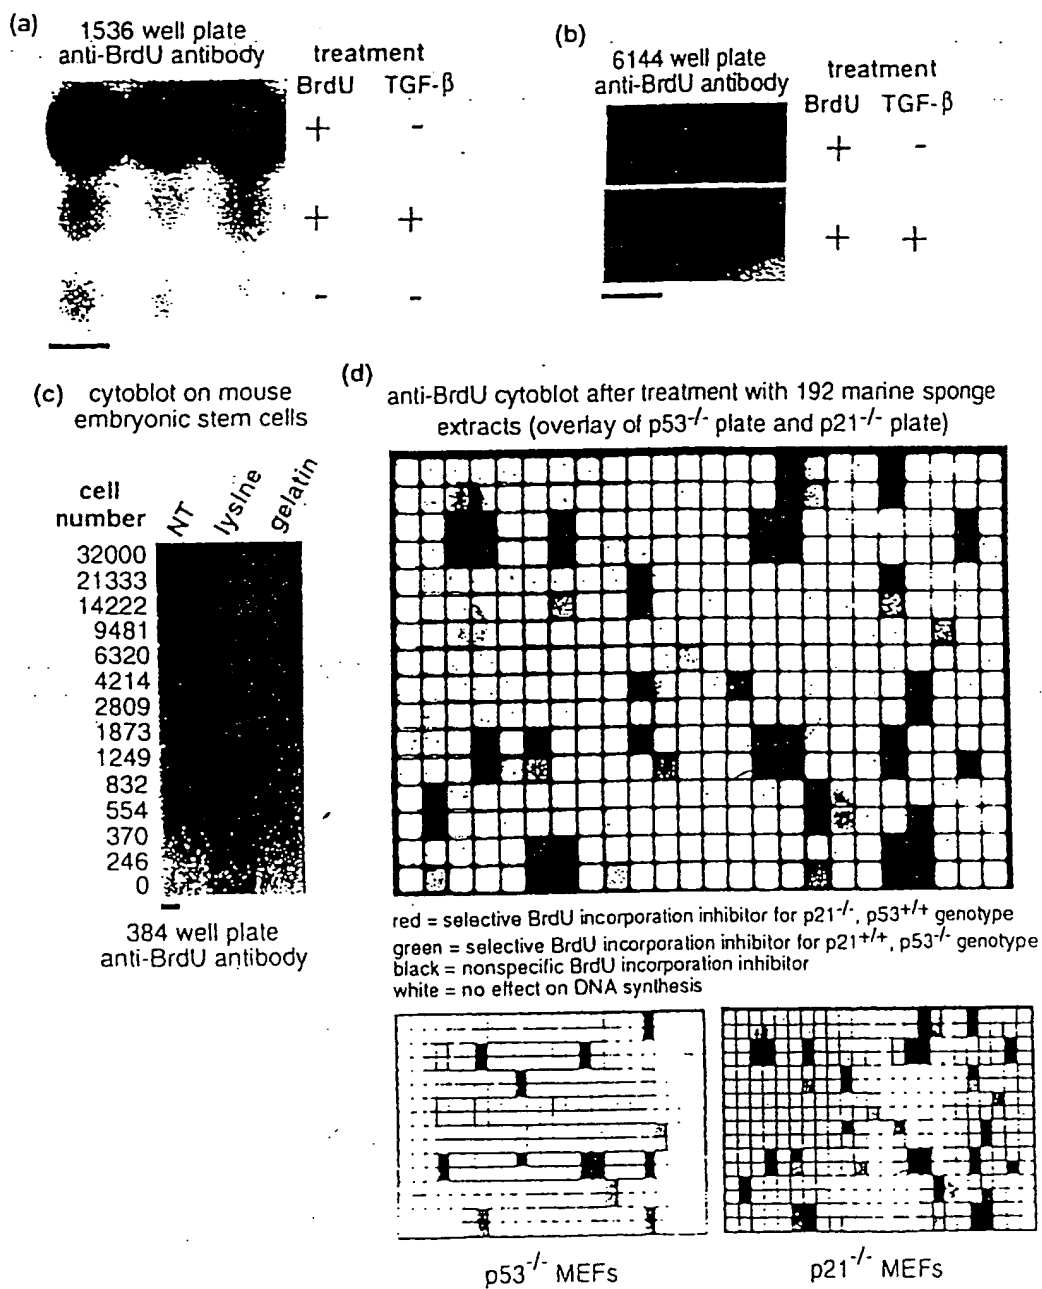 (a)
1536 well plate
anti-BrdU antibody
treatment
BrdU TGF-β
+ -
+ +
- -
(b)
6144 well plate
anti-BrdU antibody
treatment
BrdU TGF-β
+ -
+ +
(c) cytoblot on mouse
embryonic stem cells
cell
number
NT
lysine
gelatin
32000
21333
14222
9481
6320
4214
2809
1873
1249
832
554
370
246
0
384 well plate
anti-BrdU antibody
(d)
anti-BrdU cytoblot after treatment with 192 marine sponge
extracts (overlay of p53-/- plate and p21-/- plate)
red = selective BrdU incorporation inhibitor for p21-/-, p53+/+ genotype
green = selective BrdU incorporation inhibitor for p21+/+, p53-/- genotype
black = nonspecific BrdU incorporation inhibitor
white = no effect on DNA synthesis
p53-/- MEFs
p21-/- MEFs